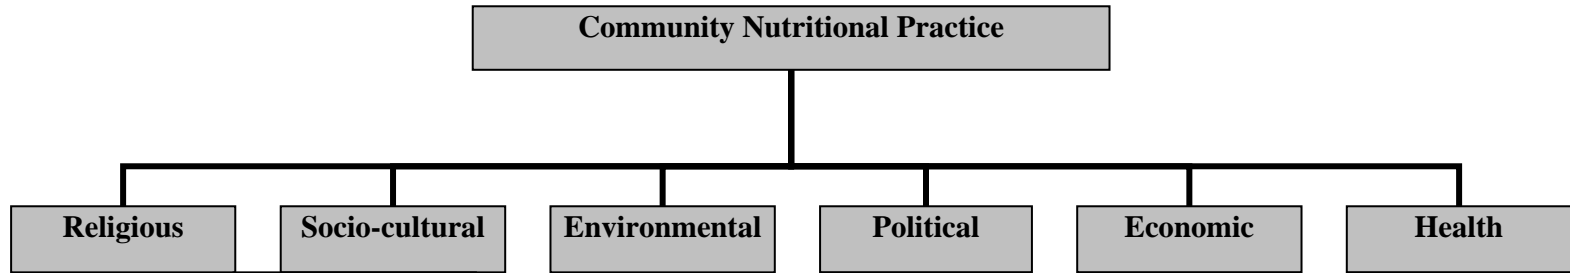 Community Nutritional Practice
Religious
Socio-cultural
Environmental
Political
Economic
Health